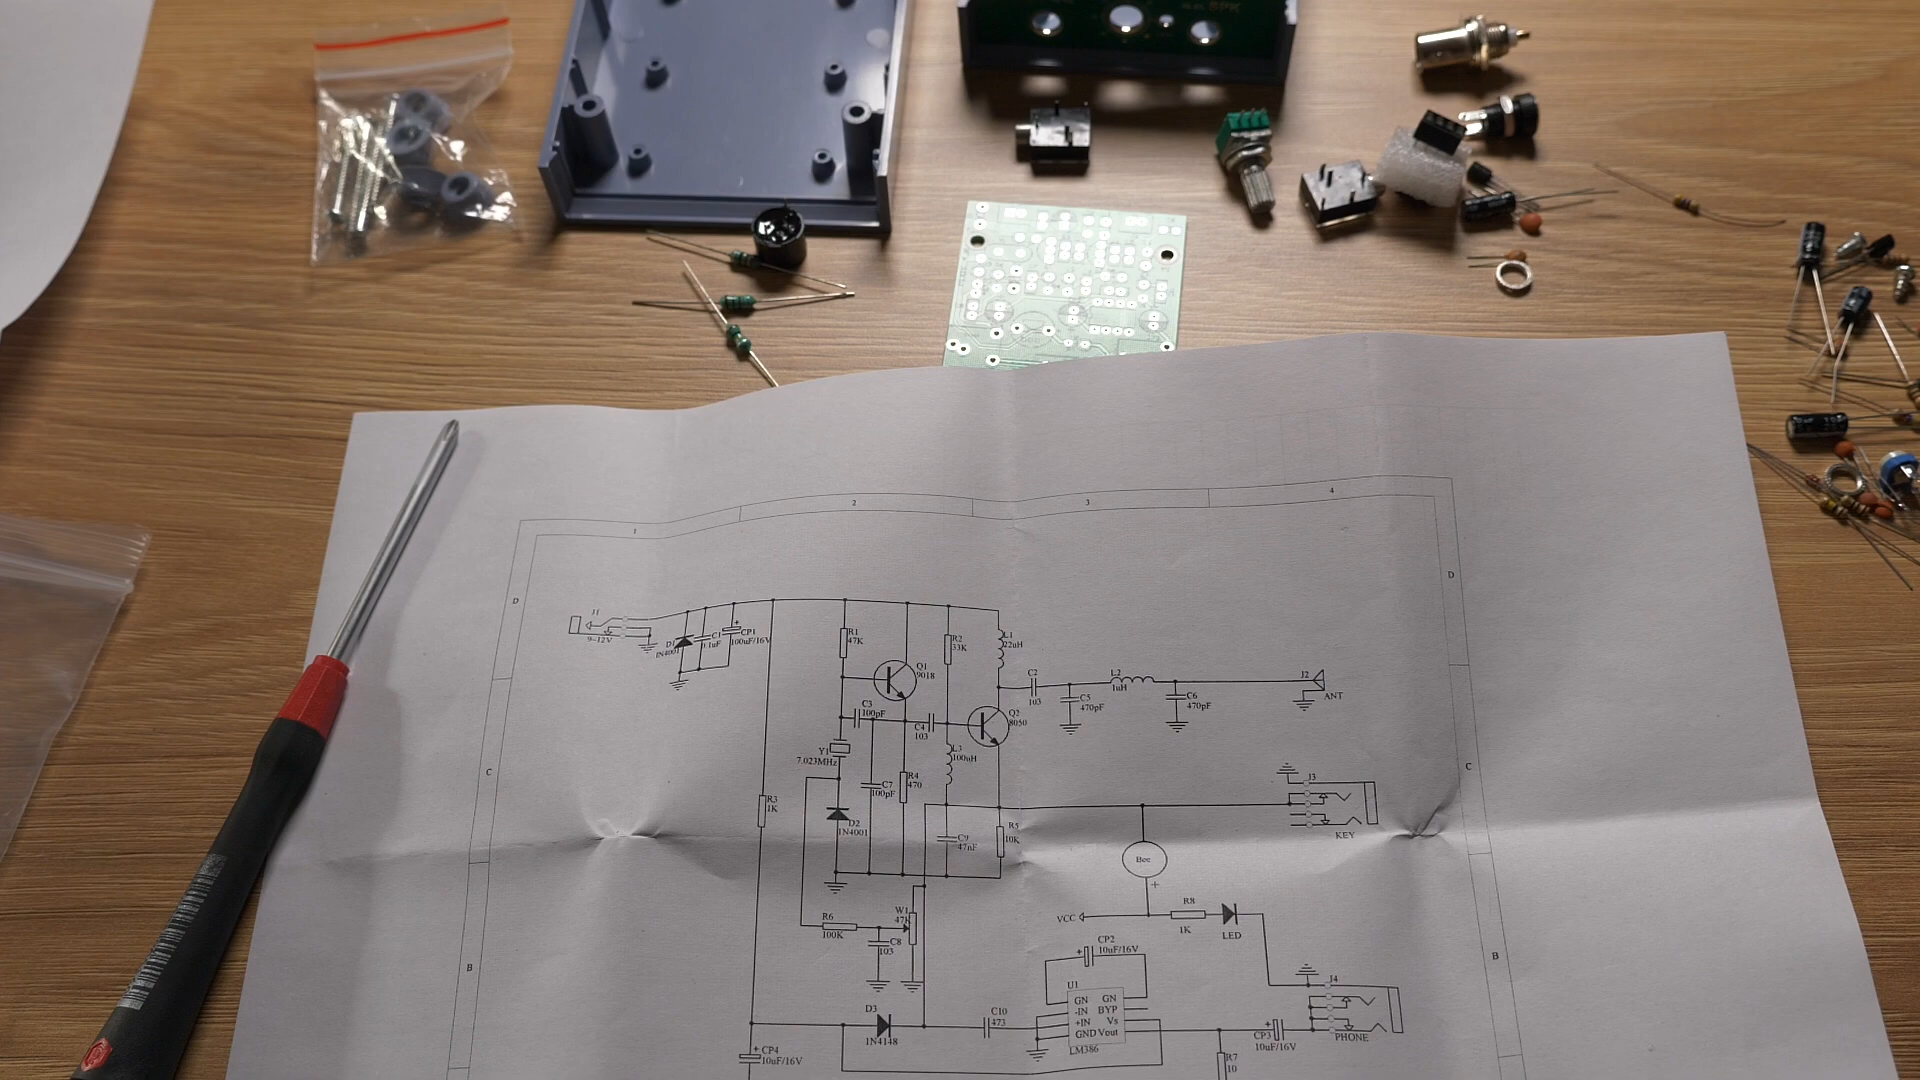 SPK
1
2
3
4
D
D
J1
9~12V
D1
1N4001
C1
0.1uF
CP1
100uF/16V
R1
47K
Q1
9018
R2
33K
L1
22uH
C2
103
L2
1uH
C5
470pF
C6
470pF
J2
ANT
C3
100pF
C4
103
Q2
8050
Y1
7.023MHz
L3
100uH
C
C
C7
100pF
R4
470
R3
1K
D2
1N4001
C9
47nF
R5
10K
J3
KEY
Bee
W1
47K
R6
100K
C8
103
VCC
R8
1K
LED
B
B
CP2
10uF/16V
U1
GN
-IN
+IN
GND
GN
BYP
Vs
Vout
LM386
J4
PHONE
D3
1N4148
C10
473
CP3
10uF/16V
CP4
10uF/16V
R7
10